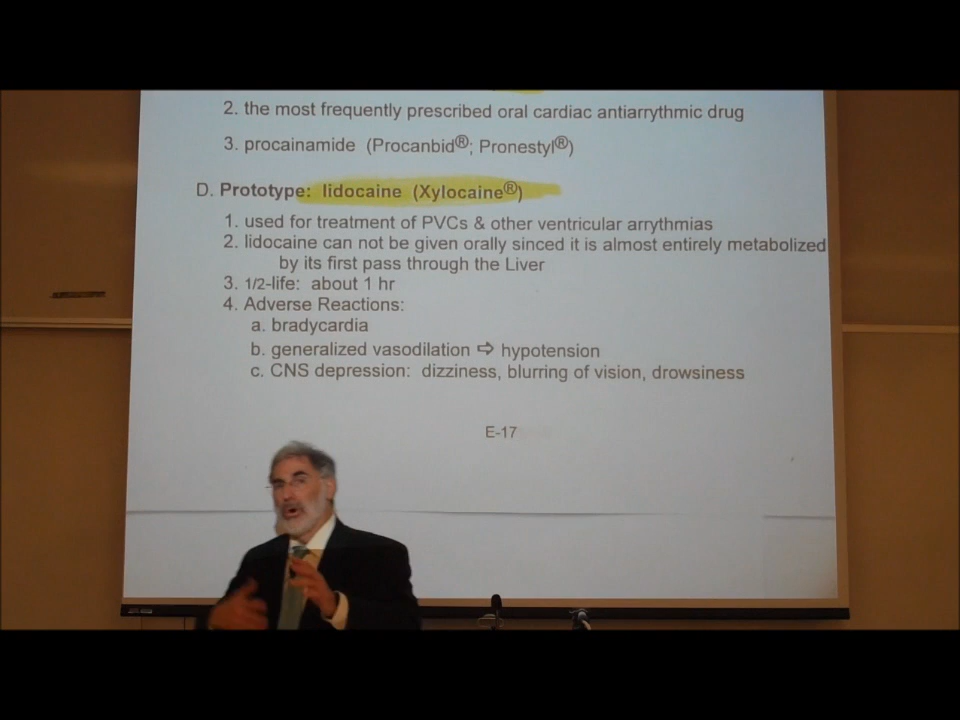 2. the most frequently prescribed oral cardiac antiarrythmic drug
3. procainamide (Procanbid®; Pronestyl®)
D. Prototype: lidocaine (Xylocaine®)
1. used for treatment of PVCs & other ventricular arrythmias
2. lidocaine can not be given orally sinced it is almost entirely metabolized
by its first pass through the Liver
3. 1/2-life: about 1 hr
4. Adverse Reactions:
a. bradycardia
b. generalized vasodilation ⇨ hypotension
c. CNS depression: dizziness, blurring of vision, drowsiness
E-17